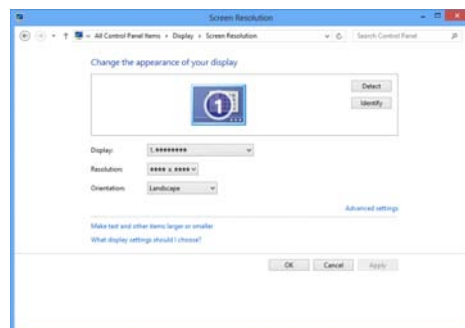 Screen Resolution
« All Control Panel Items ▸ Display ▸ Screen Resolution
Search Control Panel
Change the appearance of your display
1
Detect
Identify
Display: 1.********
Resolution: **** x ****
Orientation: Landscape
Advanced settings
Make text and other items larger or smaller
What display settings should I choose?
OK Cancel Apply